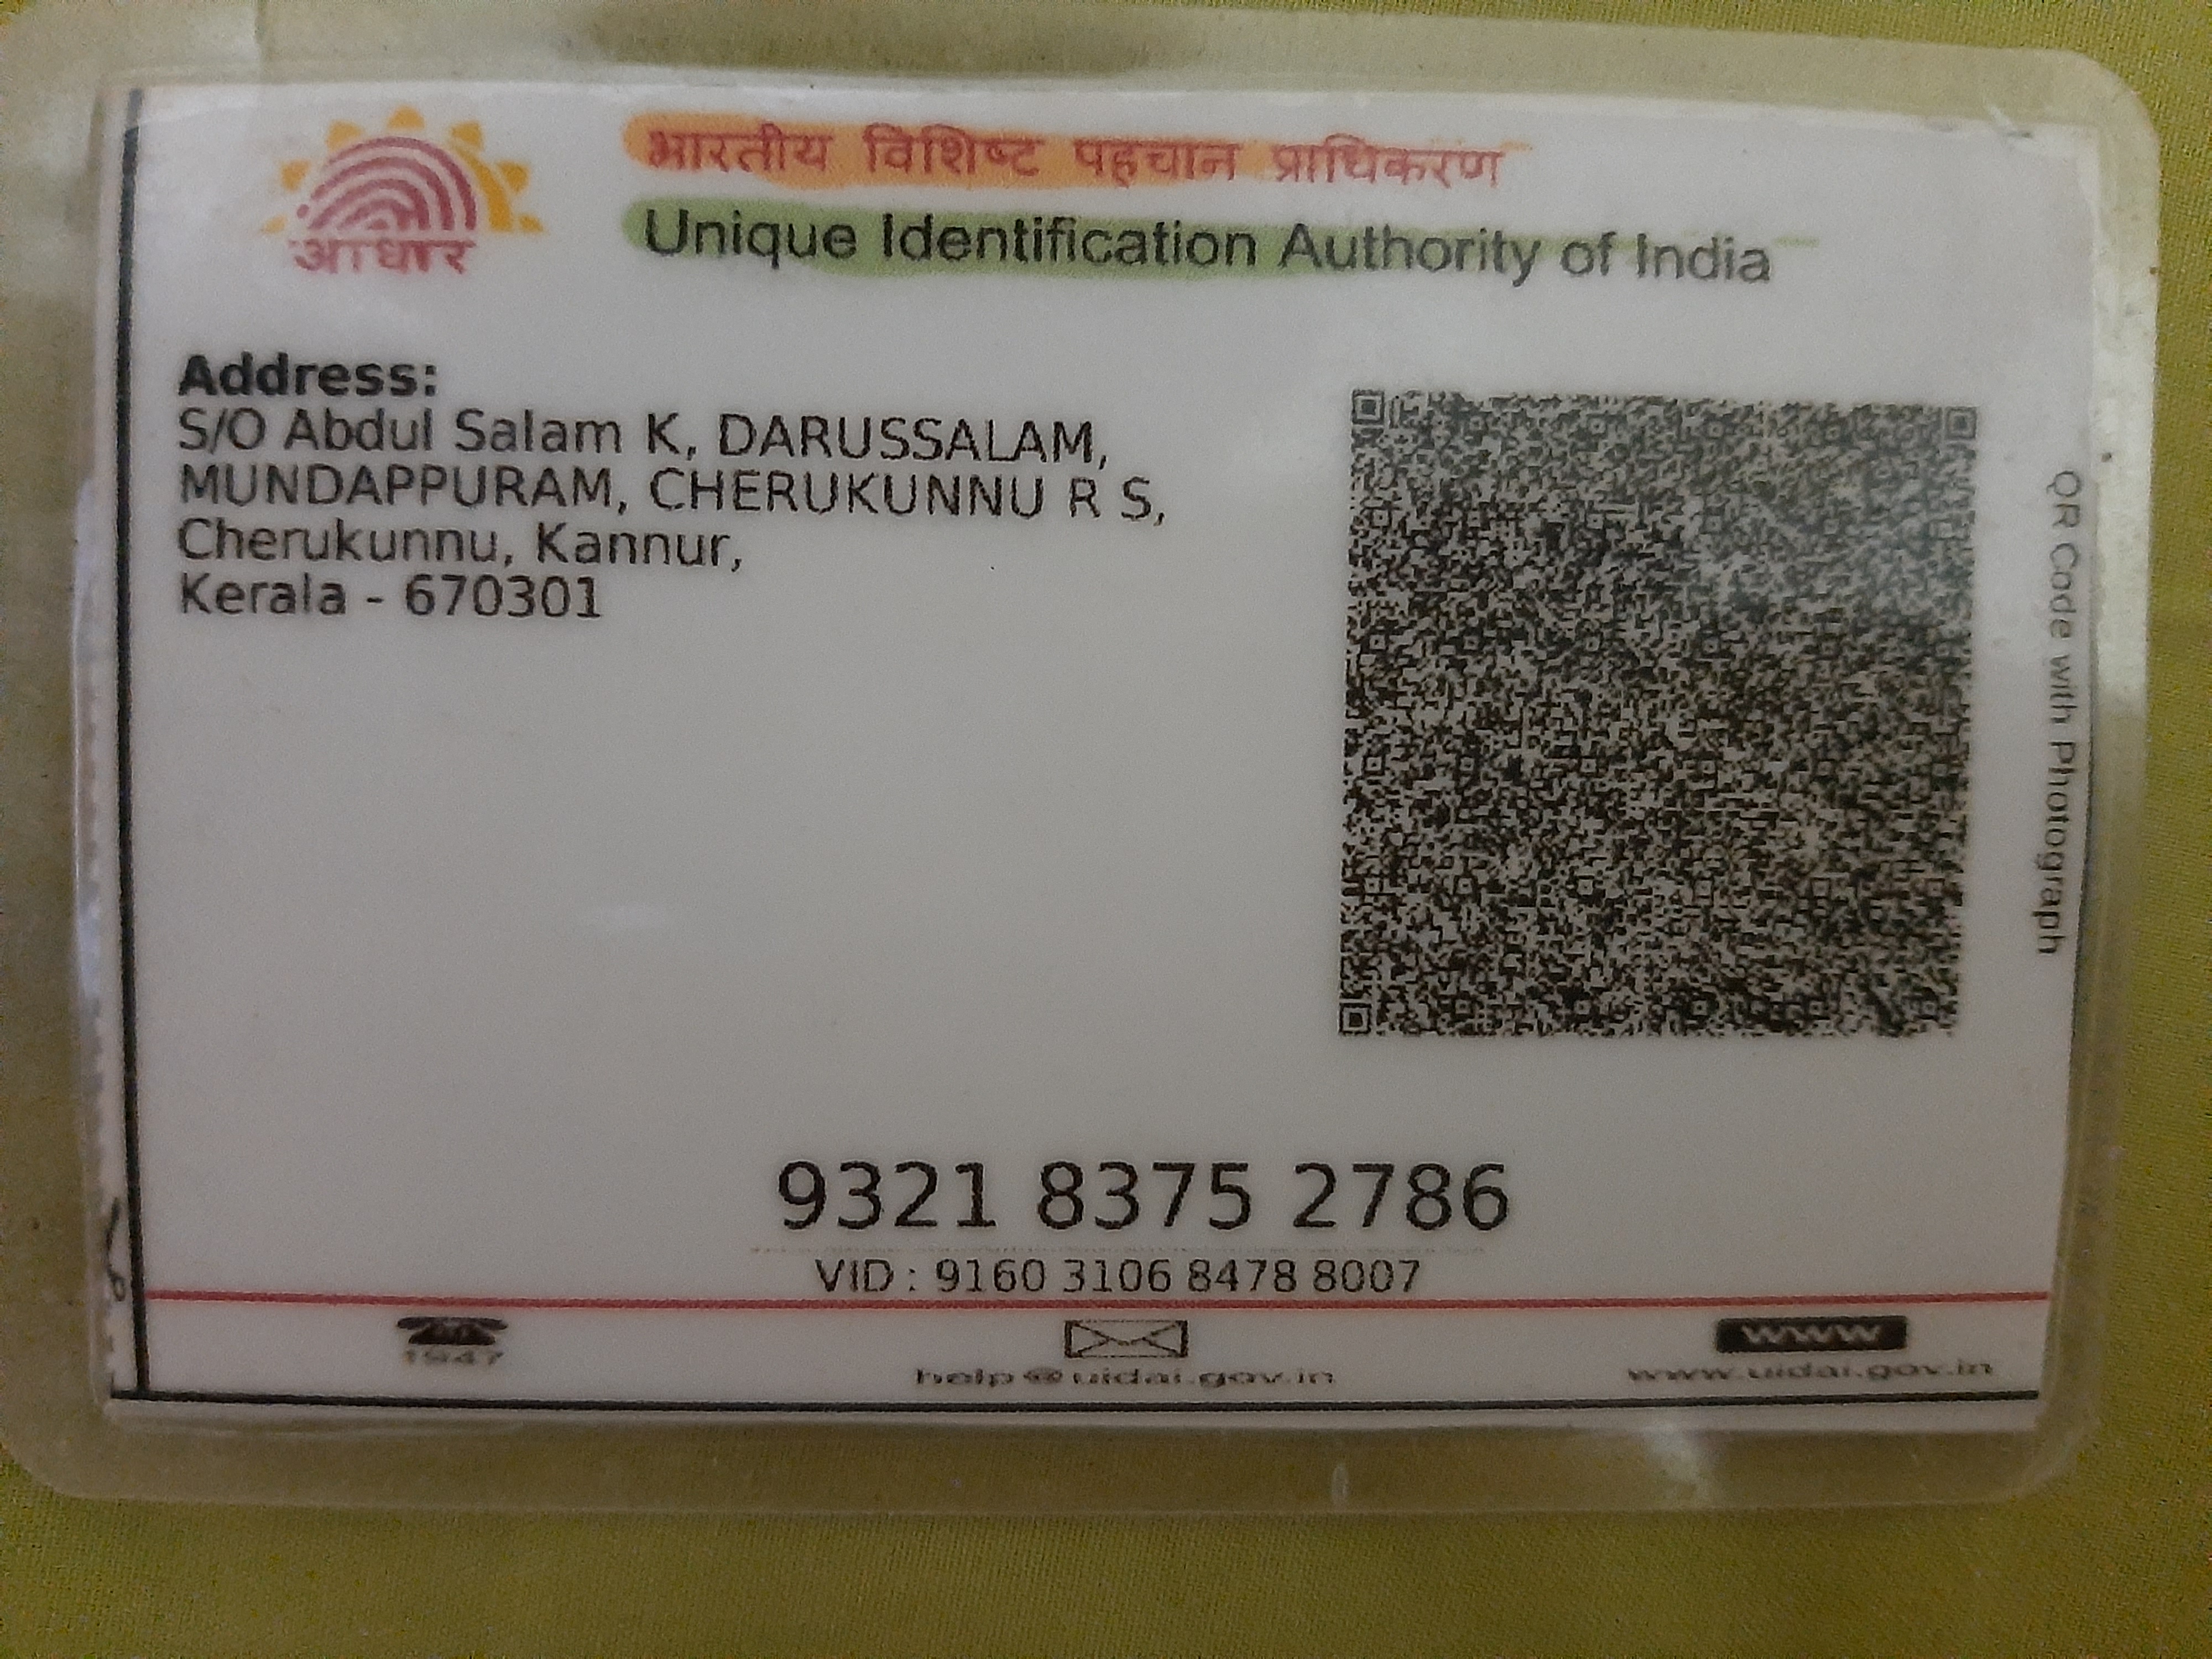 भारतीय विशिष्ट पहचान प्राधिकरण
Unique Identification Authority of India
आधार
Address:
S/O Abdul Salam K, DARUSSALAM,
MUNDAPPURAM, CHERUKUNNU R S,
Cherukunnu, Kannur,
Kerala - 670301
QR Code with Photograph
9321 8375 2786
VID : 9160 3106 8478 8007
1947
help@uidai.gov.in
www
www.uidai.gov.in